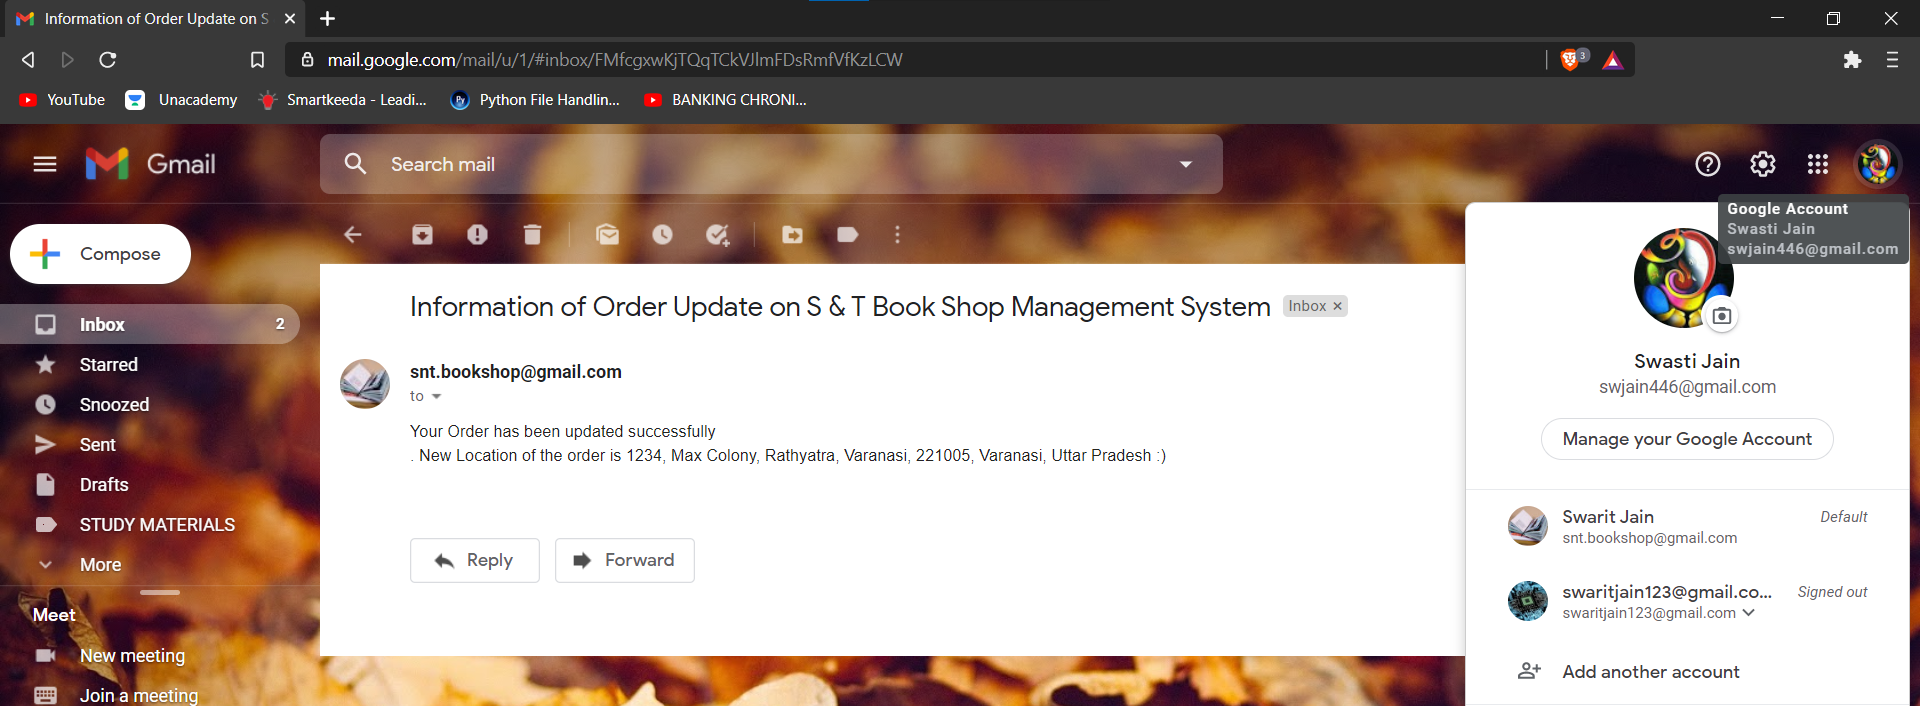 Information of Order Update on S
mail.google.com/mail/u/1/#inbox/FMfcgxwKjTQqTCkVJlmFDsRmfVfKzLCW
3
YouTube
Unacademy
Smartkeeda - Leadi...
Python File Handlin...
BANKING CHRONI...
Gmail
Search mail
Google Account
Swasti Jain
swjain446@gmail.com
Compose
Inbox 2
Starred
Snoozed
Sent
Drafts
STUDY MATERIALS
More
Meet
New meeting
Join a meeting
Information of Order Update on S & T Book Shop Management System Inbox ×
snt.bookshop@gmail.com
to
Your Order has been updated successfully
. New Location of the order is 1234, Max Colony, Rathyatra, Varanasi, 221005, Varanasi, Uttar Pradesh :)
Reply
Forward
Swasti Jain
swjain446@gmail.com
Manage your Google Account
Swarit Jain Default
snt.bookshop@gmail.com
swaritjain123@gmail.co... Signed out
swaritjain123@gmail.com
Add another account